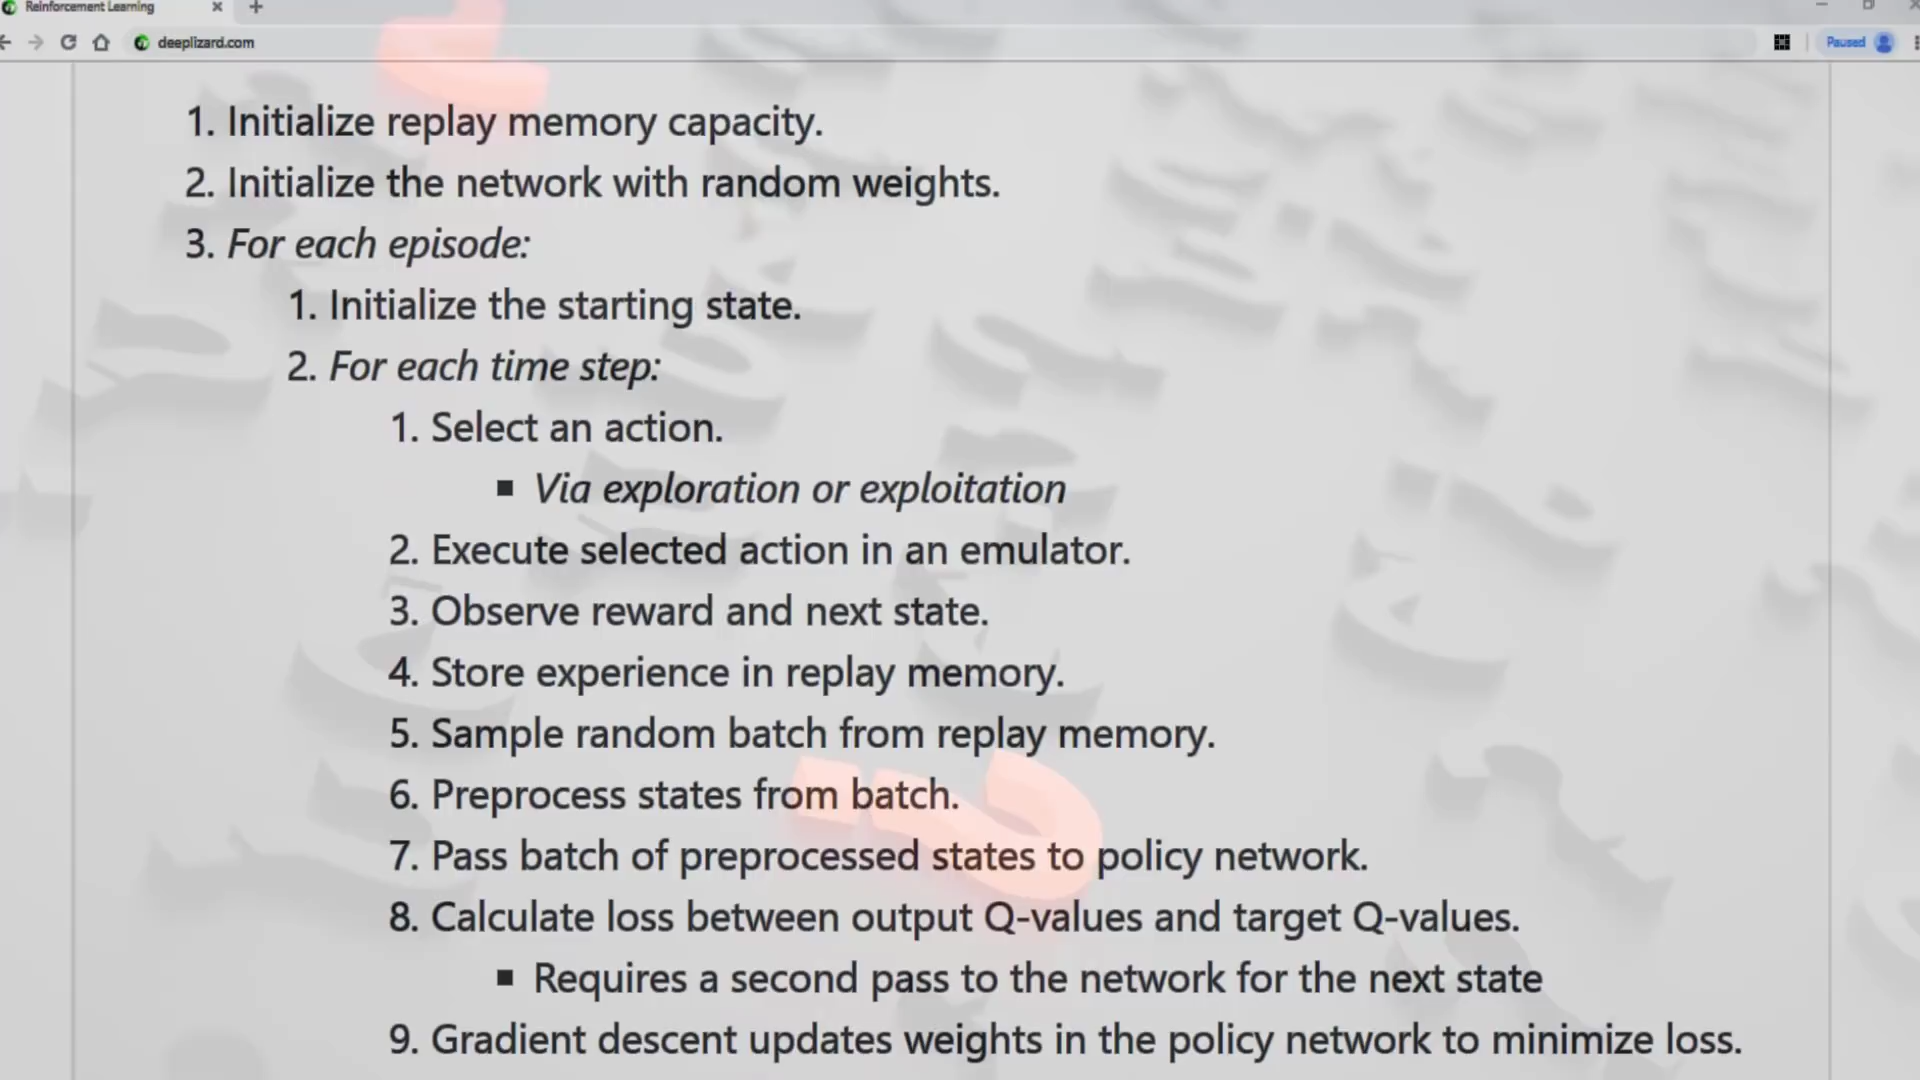 Reinforcement Learning
deeplizard.com
Paused
1. Initialize replay memory capacity.
2. Initialize the network with random weights.
3. For each episode:
1. Initialize the starting state.
2. For each time step:
1. Select an action.
■ Via exploration or exploitation
2. Execute selected action in an emulator.
3. Observe reward and next state.
4. Store experience in replay memory.
5. Sample random batch from replay memory.
6. Preprocess states from batch.
7. Pass batch of preprocessed states to policy network.
8. Calculate loss between output Q-values and target Q-values.
■ Requires a second pass to the network for the next state
9. Gradient descent updates weights in the policy network to minimize loss.